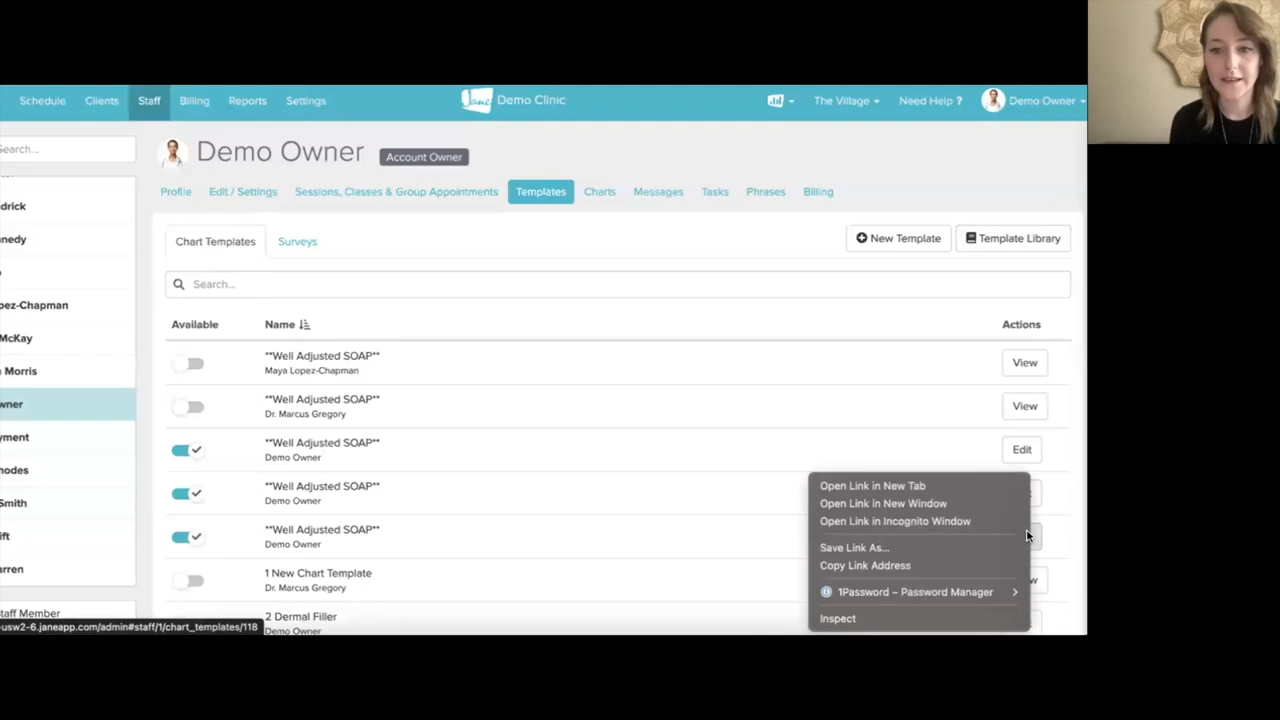 Schedule Clients Staff Billing Reports Settings Jane Demo Clinic The Village Need Help ? Demo Owner
Search...
Demo Owner Account Owner
Profile Edit / Settings Sessions, Classes & Group Appointments Templates Charts Messages Tasks Phrases Billing
drick
nedy
pez-Chapman
McKay
Morris
wner
yment
hodes
Smith
ift
arren
Staff Member
Chart Templates Surveys New Template Template Library
Search...
Available Name Actions
**Well Adjusted SOAP** View
Maya Lopez-Chapman
**Well Adjusted SOAP** View
Dr. Marcus Gregory
**Well Adjusted SOAP** Edit
Demo Owner
**Well Adjusted SOAP**
Demo Owner
**Well Adjusted SOAP**
Demo Owner
1 New Chart Template
Dr. Marcus Gregory
2 Dermal Filler
Demo Owner
Open Link in New Tab
Open Link in New Window
Open Link in Incognito Window
Save Link As...
Copy Link Address
1Password – Password Manager
Inspect
-usw2-6.janeapp.com/admin#staff/1/chart_templates/118